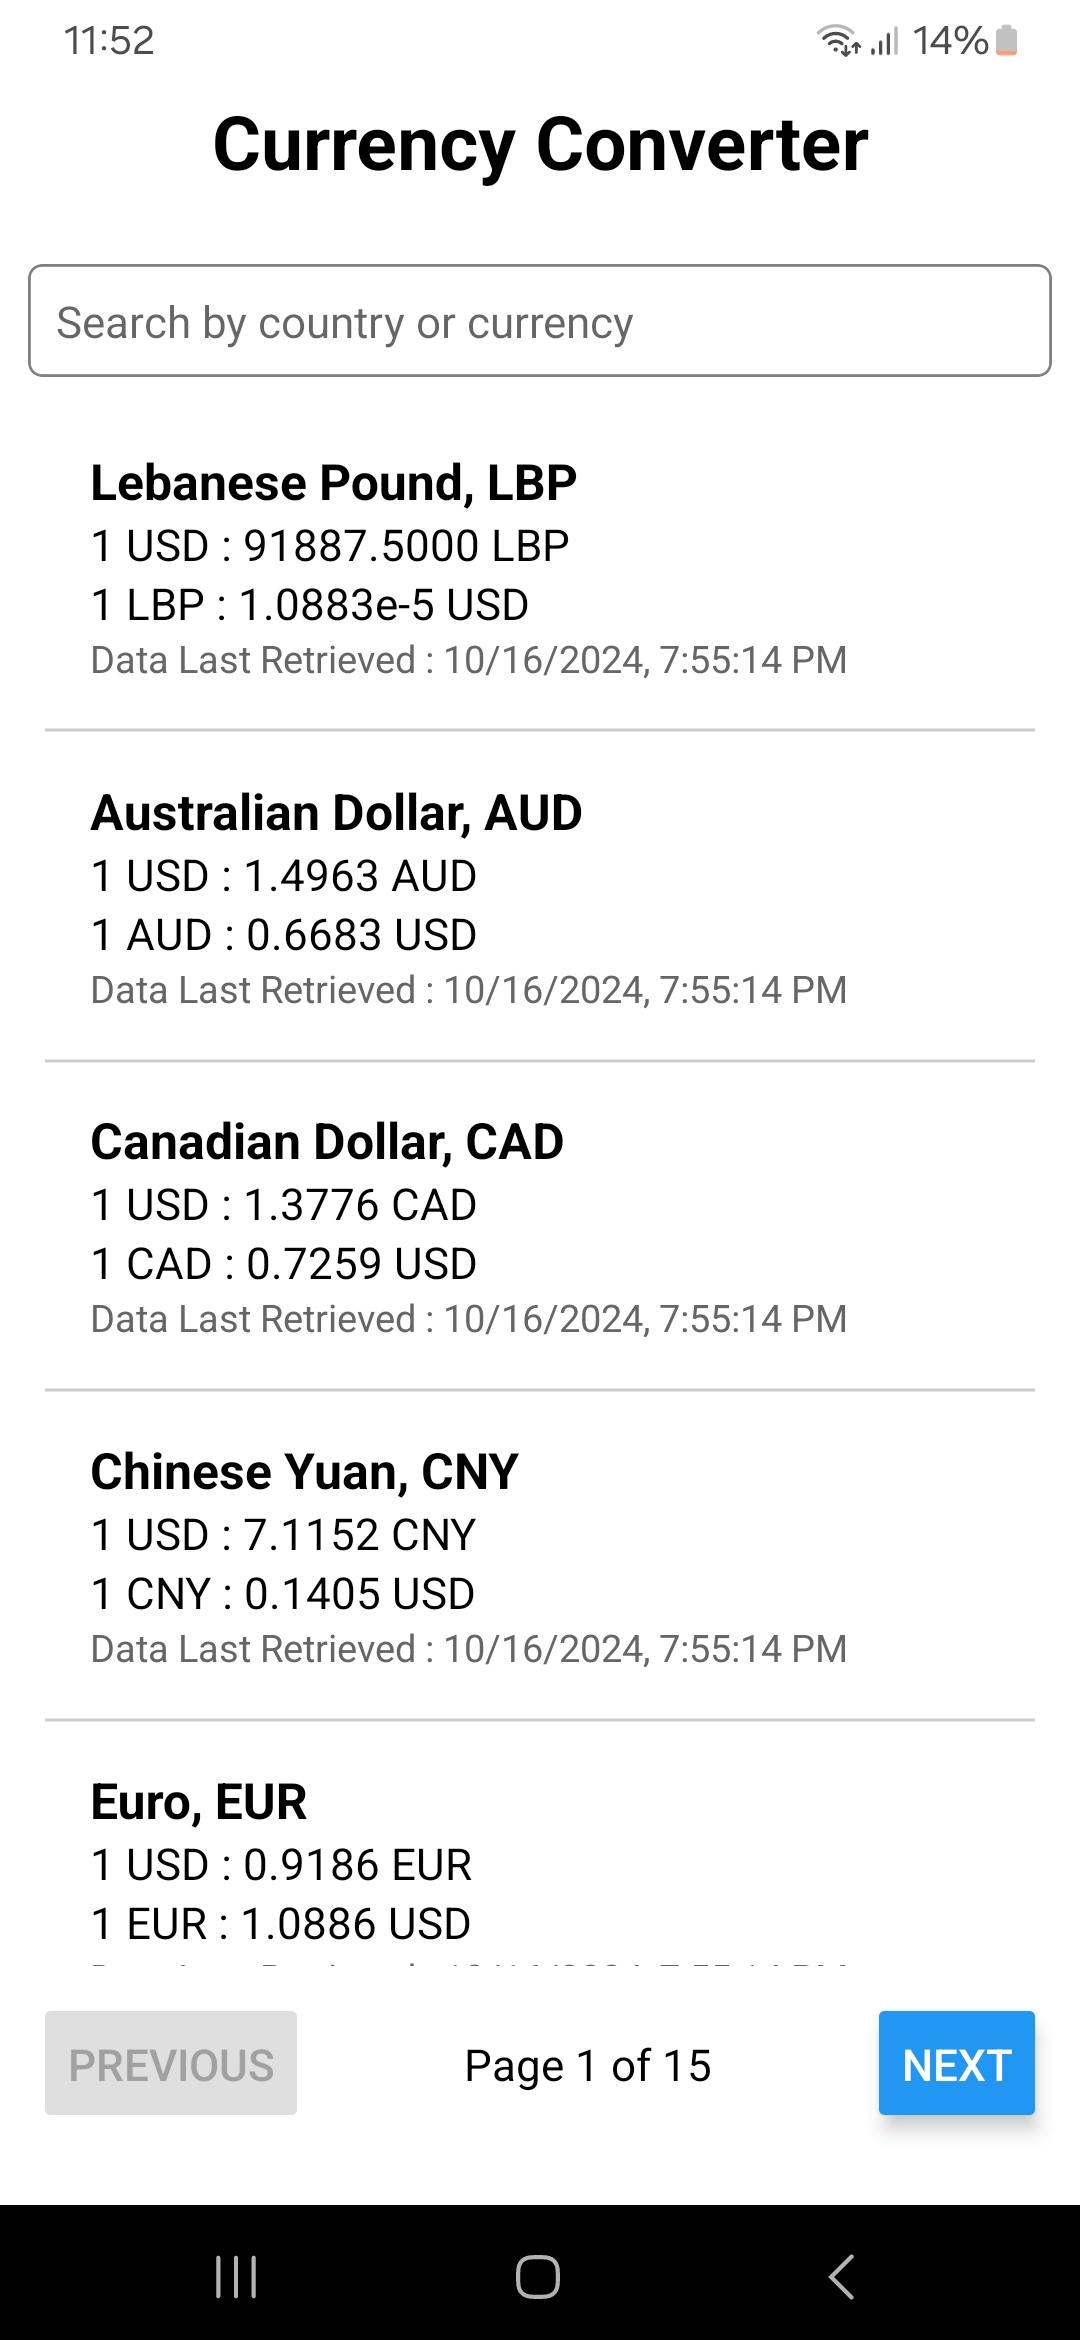 11:52
14%
Currency Converter
Search by country or currency
Lebanese Pound, LBP
1 USD : 91887.5000 LBP
1 LBP : 1.0883e-5 USD
Data Last Retrieved : 10/16/2024, 7:55:14 PM
Australian Dollar, AUD
1 USD : 1.4963 AUD
1 AUD : 0.6683 USD
Data Last Retrieved : 10/16/2024, 7:55:14 PM
Canadian Dollar, CAD
1 USD : 1.3776 CAD
1 CAD : 0.7259 USD
Data Last Retrieved : 10/16/2024, 7:55:14 PM
Chinese Yuan, CNY
1 USD : 7.1152 CNY
1 CNY : 0.1405 USD
Data Last Retrieved : 10/16/2024, 7:55:14 PM
Euro, EUR
1 USD : 0.9186 EUR
1 EUR : 1.0886 USD
PREVIOUS
Page 1 of 15
NEXT